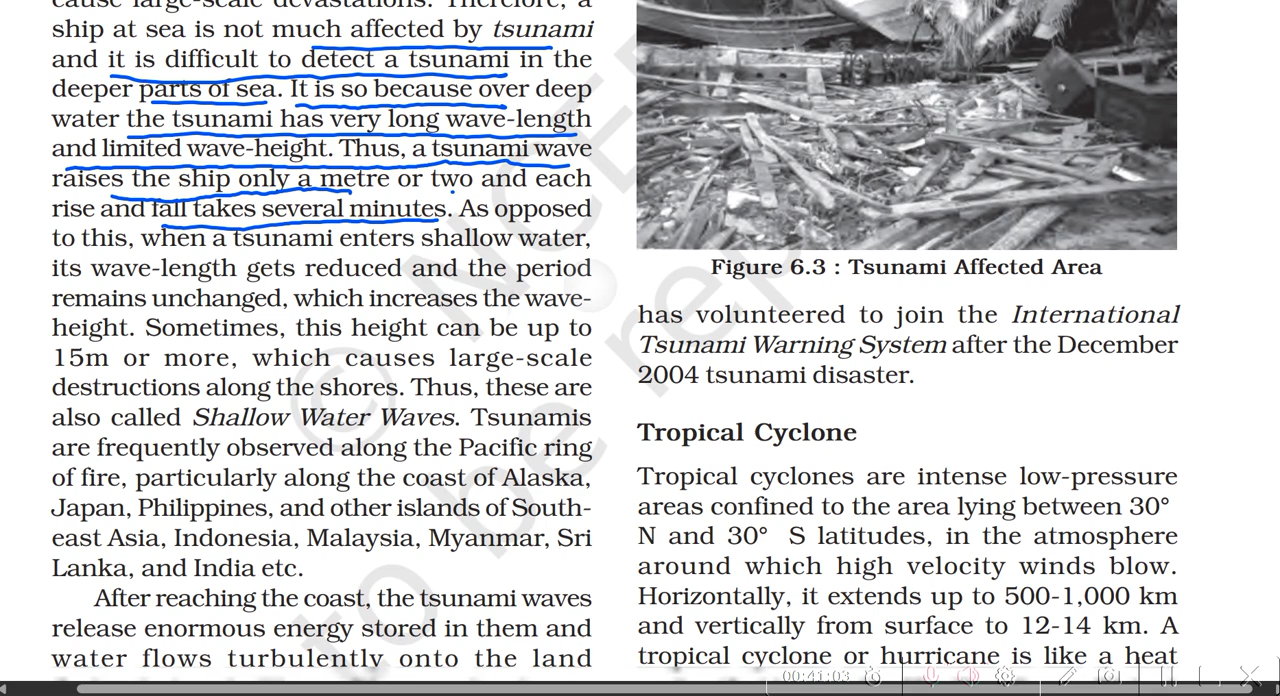 cause large-scale devastations. Therefore, a
ship at sea is not much affected by tsunami
and it is difficult to detect a tsunami in the
deeper parts of sea. It is so because over deep
water the tsunami has very long wave-length
and limited wave-height. Thus, a tsunami wave
raises the ship only a metre or two and each
rise and fall takes several minutes. As opposed
to this, when a tsunami enters shallow water,
its wave-length gets reduced and the period
remains unchanged, which increases the wave-
height. Sometimes, this height can be up to
15m or more, which causes large-scale
destructions along the shores. Thus, these are
also called Shallow Water Waves. Tsunamis
are frequently observed along the Pacific ring
of fire, particularly along the coast of Alaska,
Japan, Philippines, and other islands of South-
east Asia, Indonesia, Malaysia, Myanmar, Sri
Lanka, and India etc.
After reaching the coast, the tsunami waves
release enormous energy stored in them and
water flows turbulently onto the land
Figure 6.3 : Tsunami Affected Area
has volunteered to join the International
Tsunami Warning System after the December
2004 tsunami disaster.
Tropical Cyclone
Tropical cyclones are intense low-pressure
areas confined to the area lying between 30°
N and 30° S latitudes, in the atmosphere
around which high velocity winds blow.
Horizontally, it extends up to 500-1,000 km
and vertically from surface to 12-14 km. A
tropical cyclone or hurricane is like a heat
00:41:03